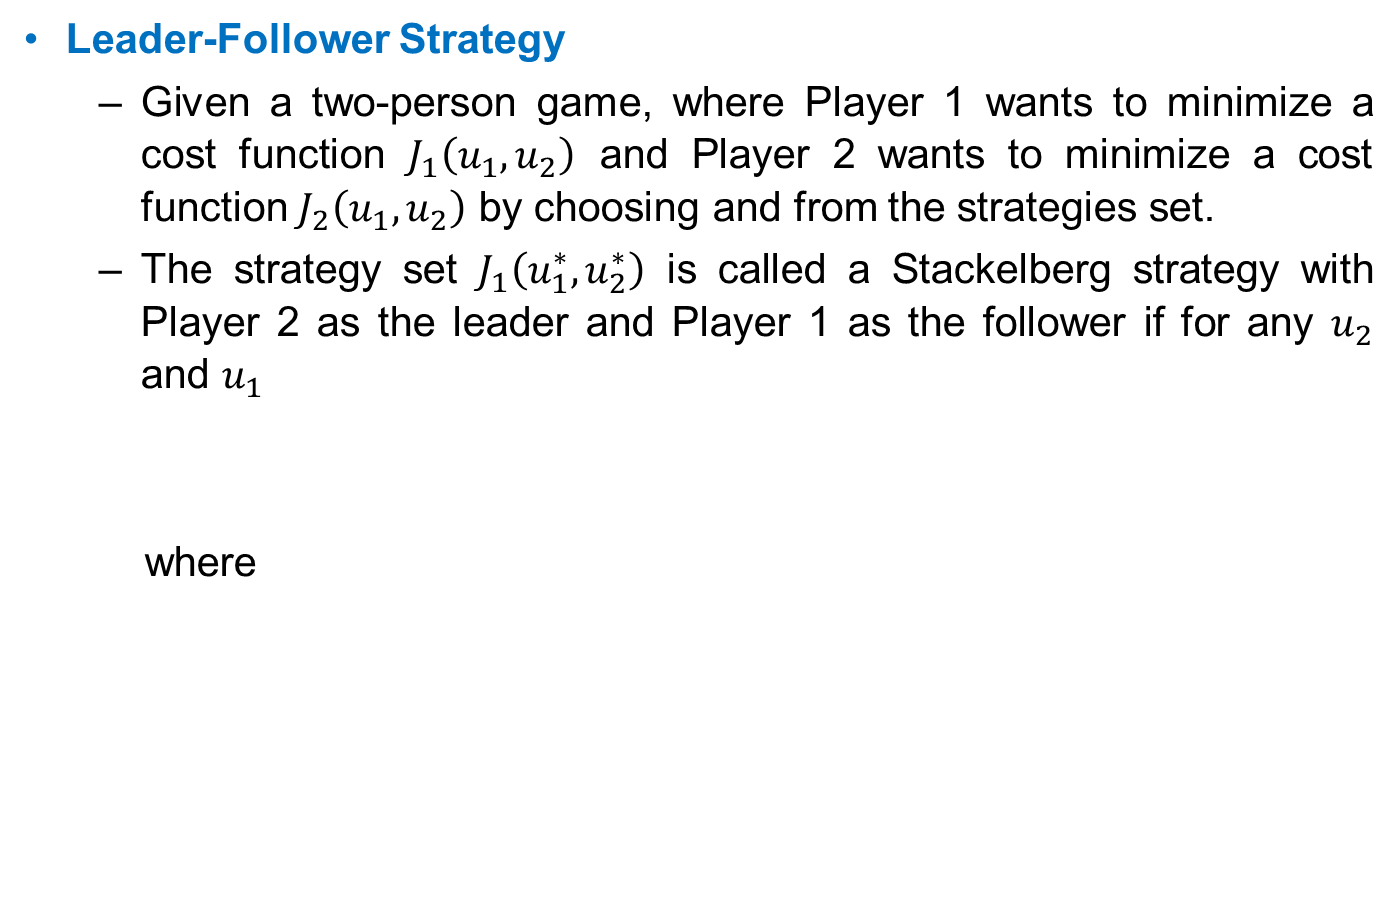 • Leader-Follower Strategy
– Given a two-person game, where Player 1 wants to minimize a
cost function 𝐽₁(𝑢₁, 𝑢₂) and Player 2 wants to minimize a cost
function 𝐽₂(𝑢₁, 𝑢₂) by choosing and from the strategies set.
– The strategy set 𝐽₁(𝑢₁*, 𝑢₂*) is called a Stackelberg strategy with
Player 2 as the leader and Player 1 as the follower if for any 𝑢₂
and 𝑢₁
where